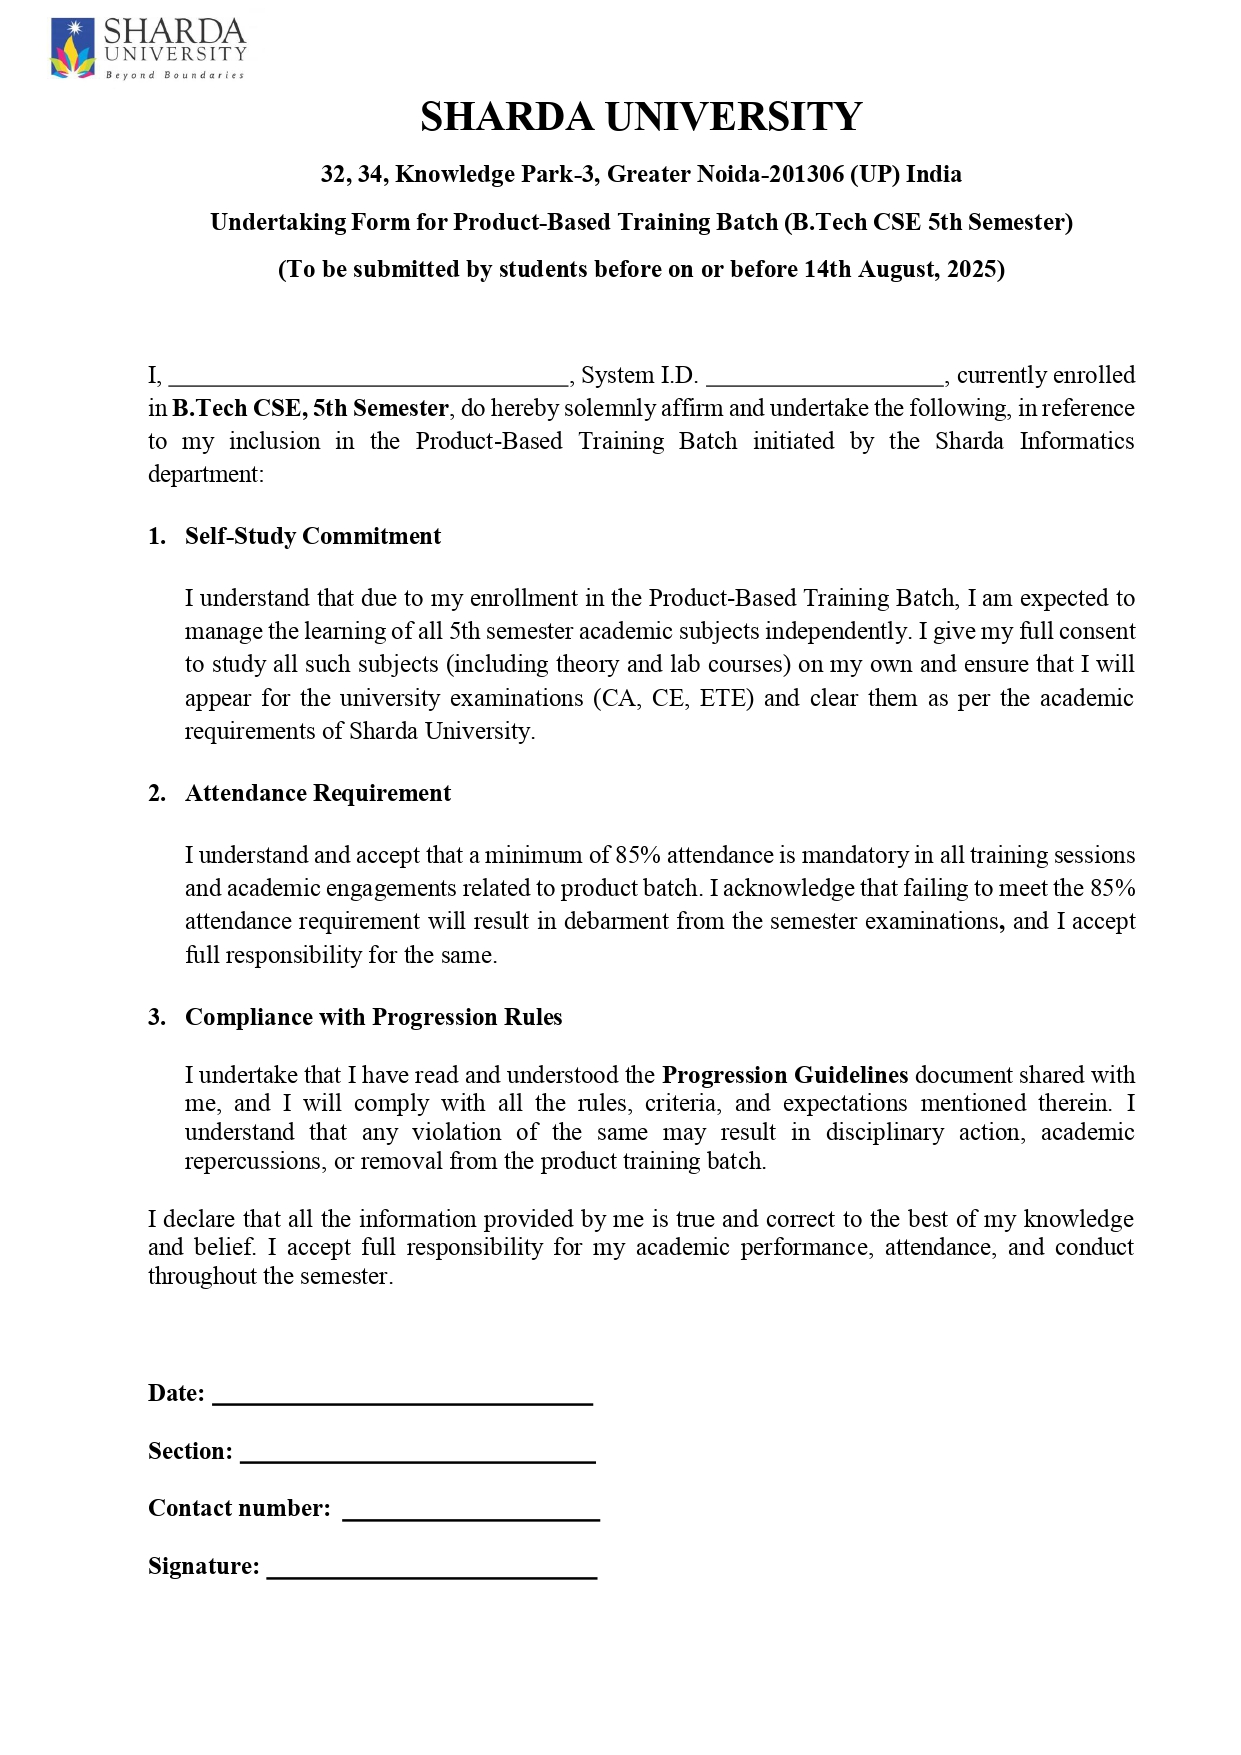 SHARDA
UNIVERSITY
Beyond Boundaries
SHARDA UNIVERSITY
32, 34, Knowledge Park-3, Greater Noida-201306 (UP) India
Undertaking Form for Product-Based Training Batch (B.Tech CSE 5th Semester)
(To be submitted by students before on or before 14th August, 2025)
I, ________________________________, System I.D. ___________________, currently enrolled
in B.Tech CSE, 5th Semester, do hereby solemnly affirm and undertake the following, in reference
to my inclusion in the Product-Based Training Batch initiated by the Sharda Informatics
department:
1. Self-Study Commitment
I understand that due to my enrollment in the Product-Based Training Batch, I am expected to
manage the learning of all 5th semester academic subjects independently. I give my full consent
to study all such subjects (including theory and lab courses) on my own and ensure that I will
appear for the university examinations (CA, CE, ETE) and clear them as per the academic
requirements of Sharda University.
2. Attendance Requirement
I understand and accept that a minimum of 85% attendance is mandatory in all training sessions
and academic engagements related to product batch. I acknowledge that failing to meet the 85%
attendance requirement will result in debarment from the semester examinations, and I accept
full responsibility for the same.
3. Compliance with Progression Rules
I undertake that I have read and understood the Progression Guidelines document shared with
me, and I will comply with all the rules, criteria, and expectations mentioned therein. I
understand that any violation of the same may result in disciplinary action, academic
repercussions, or removal from the product training batch.
I declare that all the information provided by me is true and correct to the best of my knowledge
and belief. I accept full responsibility for my academic performance, attendance, and conduct
throughout the semester.
Date: ______________________________
Section: ____________________________
Contact number: ____________________
Signature: __________________________